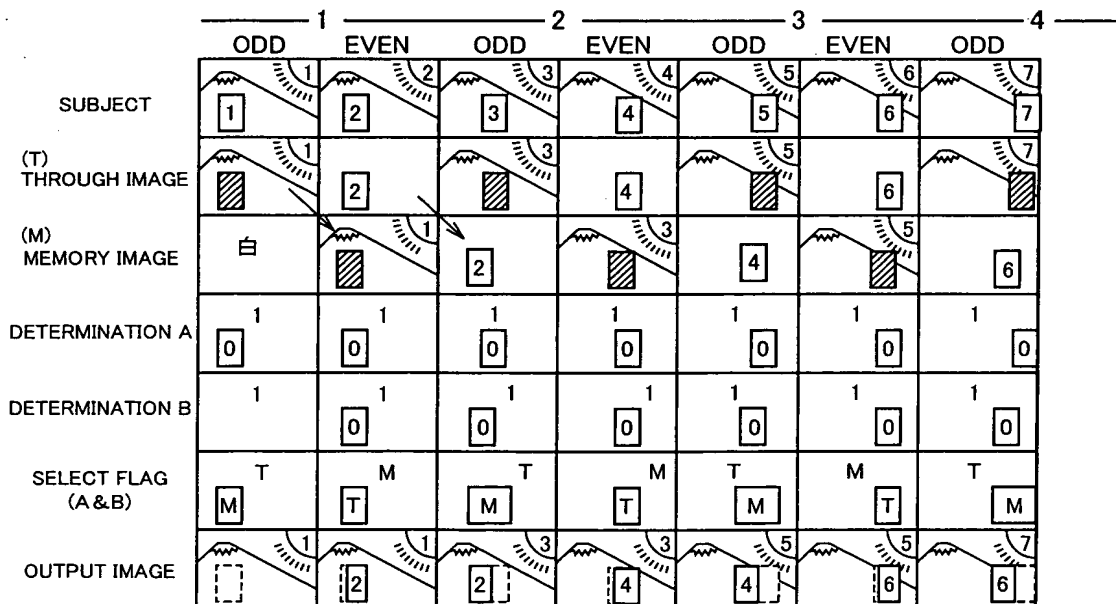 1 2 3 4
ODD EVEN ODD EVEN ODD EVEN ODD
SUBJECT 1 1 2 2 3 3 4 4 5 5 6 6 7 7
(T)
THROUGH IMAGE 1 2 3 4 5 6 7
(M)
MEMORY IMAGE 白 1 2 3 4 5 6
DETERMINATION A
1 1 1 1 1 1 1
0 0 0 0 0 0 0
DETERMINATION B
1 1 1 1 1 1 1
0 0 0 0 0 0
SELECT FLAG
(A&B)
T M T M T M T
M T M T M T M
OUTPUT IMAGE
1 1 3 3 5 5 7
2 2 4 4 6 6